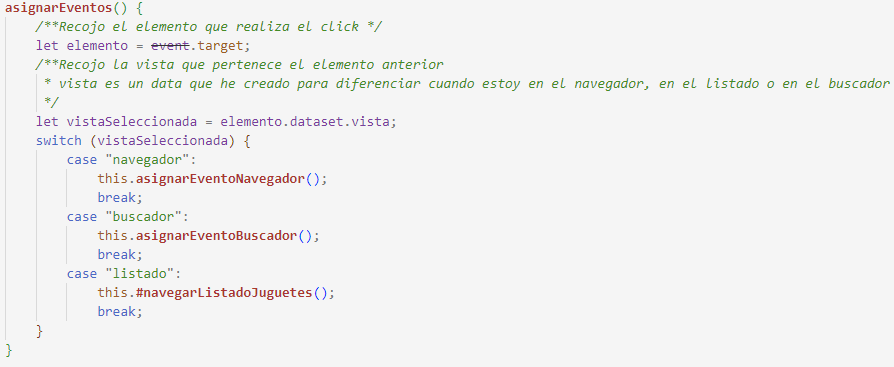 asignarEventos() {
/**Recojo el elemento que realiza el click */
let elemento = event.target;
/**Recojo la vista que pertenece el elemento anterior
* vista es un data que he creado para diferenciar cuando estoy en el navegador, en el listado o en el buscador
*/
let vistaSeleccionada = elemento.dataset.vista;
switch (vistaSeleccionada) {
case "navegador":
this.asignarEventoNavegador();
break;
case "buscador":
this.asignarEventoBuscador();
break;
case "listado":
this.#navegarListadoJuguetes();
break;
}
}